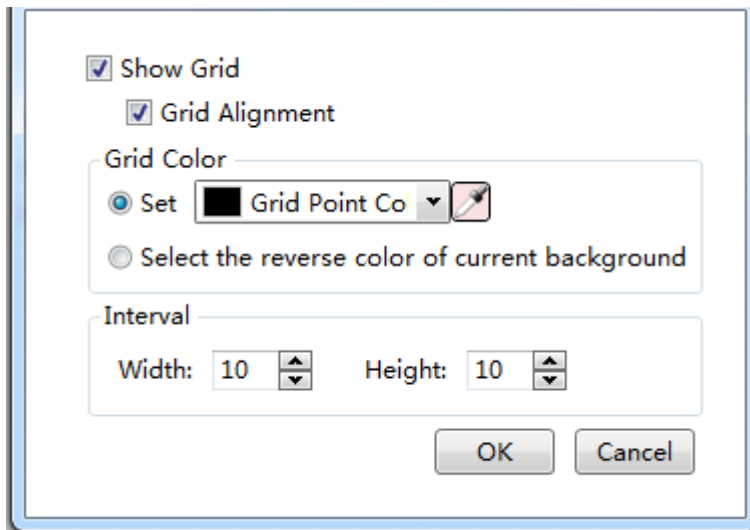 Show Grid
Grid Alignment
Grid Color
Set Grid Point Co
Select the reverse color of current background
Interval
Width: 10 Height: 10
OK Cancel